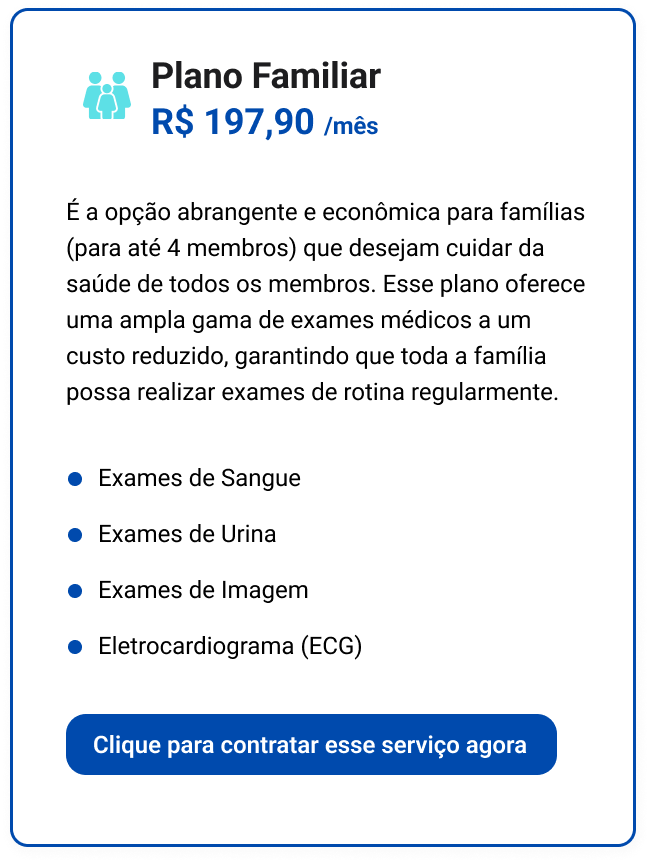 Plano Familiar
R$ 197,90 /mês
É a opção abrangente e econômica para famílias
(para até 4 membros) que desejam cuidar da
saúde de todos os membros. Esse plano oferece
uma ampla gama de exames médicos a um
custo reduzido, garantindo que toda a família
possa realizar exames de rotina regularmente.
Exames de Sangue
Exames de Urina
Exames de Imagem
Eletrocardiograma (ECG)
Clique para contratar esse serviço agora